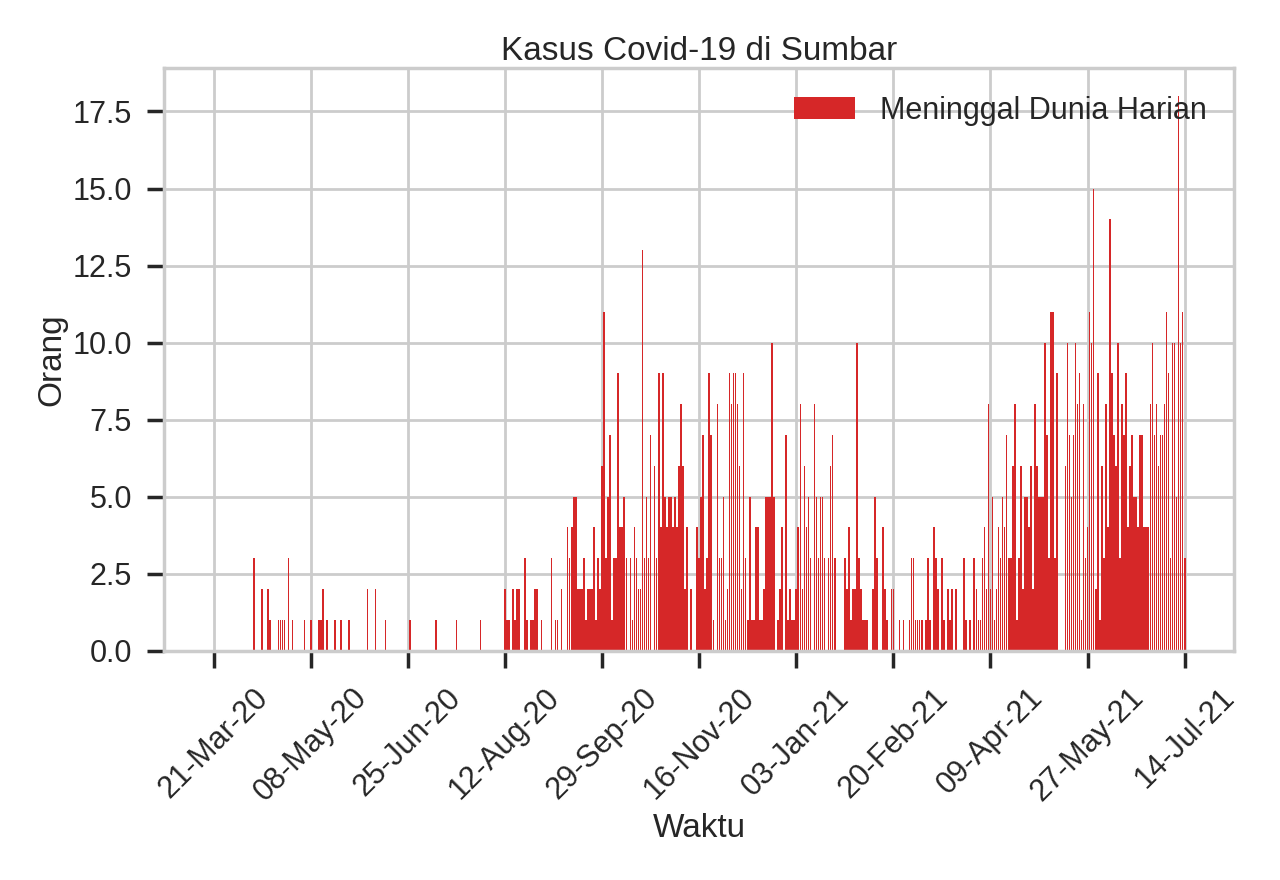 Kasus Covid-19 di Sumbar
Meninggal Dunia Harian
Orang
17.5
15.0
12.5
10.0
7.5
5.0
2.5
0.0
21-Mar-20
08-May-20
25-Jun-20
12-Aug-20
29-Sep-20
16-Nov-20
03-Jan-21
20-Feb-21
09-Apr-21
27-May-21
14-Jul-21
Waktu